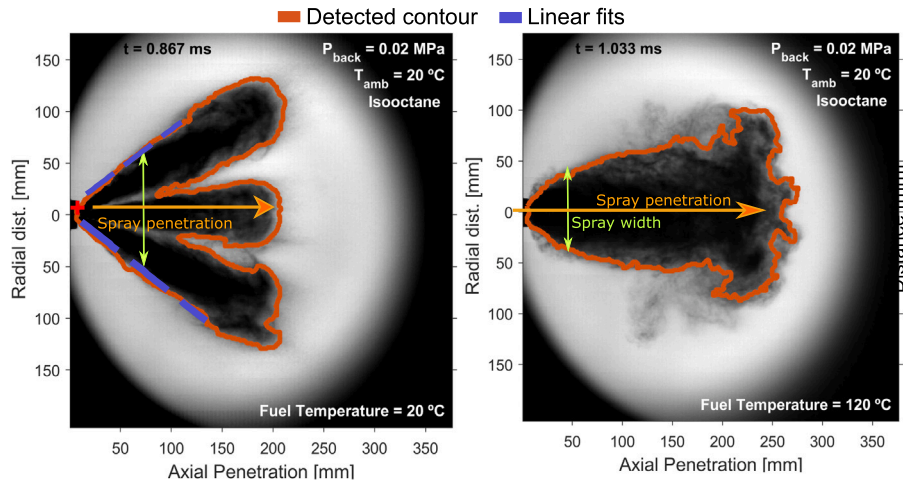 Detected contour Linear fits
t = 0.867 ms
P_back = 0.02 MPa
T_amb = 20 ºC
Isooctane
150
100
50
0
50
100
150
Radial dist. [mm]
Spray penetration
Fuel Temperature = 20 ºC
50 100 150 200 250 300 350
Axial Penetration [mm]
t = 1.033 ms
P_back = 0.02 MPa
T_amb = 20 ºC
Isooctane
150
100
50
0
50
100
150
Radial dist. [mm]
Spray penetration
Spray width
Fuel Temperature = 120 ºC
50 100 150 200 250 300 350
Axial Penetration [mm]